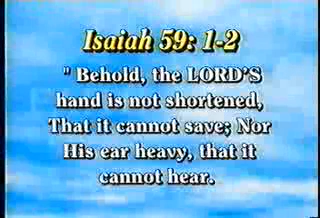 Isaiah 59: 1-2
" Behold, the LORD'S
hand is not shortened,
That it cannot save; Nor
His ear heavy, that it
cannot hear.